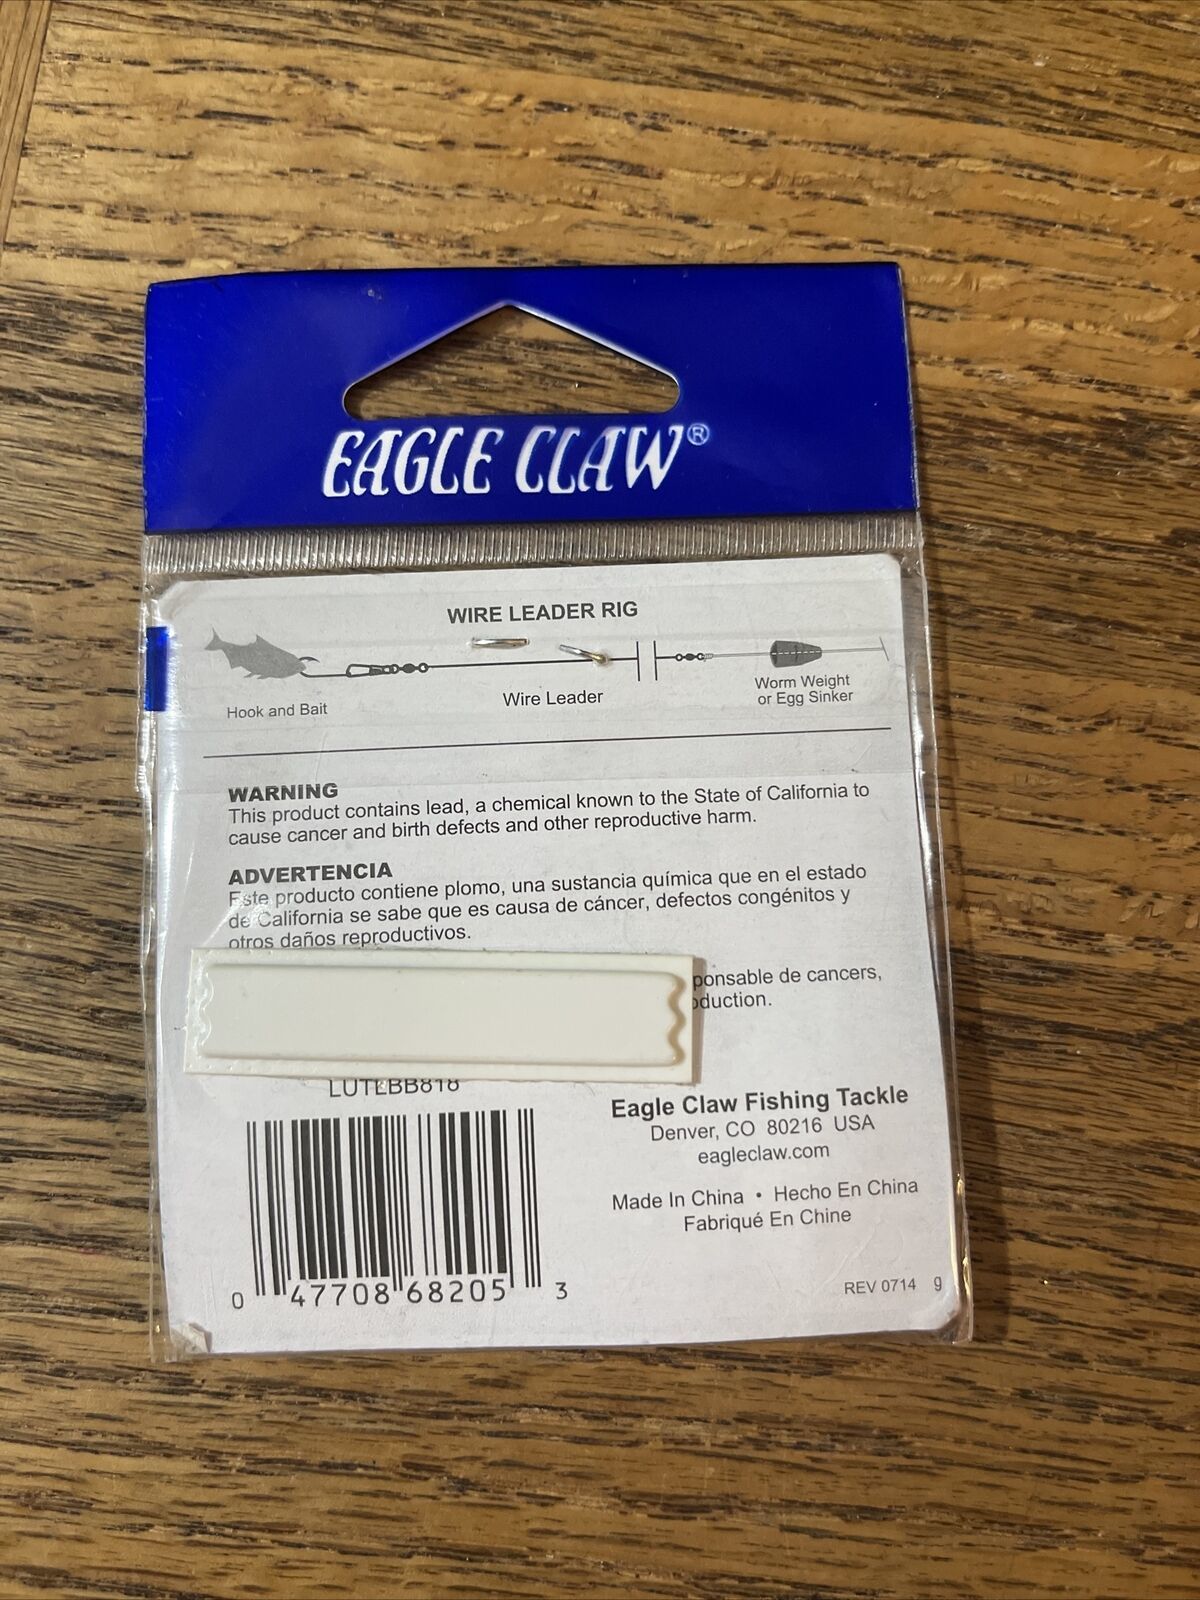 EAGLE CLAW®
WIRE LEADER RIG
Hook and Bait
Wire Leader
Worm Weight
or Egg Sinker
WARNING
This product contains lead, a chemical known to the State of California to
cause cancer and birth defects and other reproductive harm.
ADVERTENCIA
Este producto contiene plomo, una sustancia química que en el estado
de California se sabe que es causa de cáncer, defectos congénitos y
otros daños reproductivos.
ponsable de cancers,
oduction.
LUTEBB818
0 47708 68205 3
Eagle Claw Fishing Tackle
Denver, CO 80216 USA
eagleclaw.com
Made In China • Hecho En China
Fabriqué En Chine
REV 0714 9